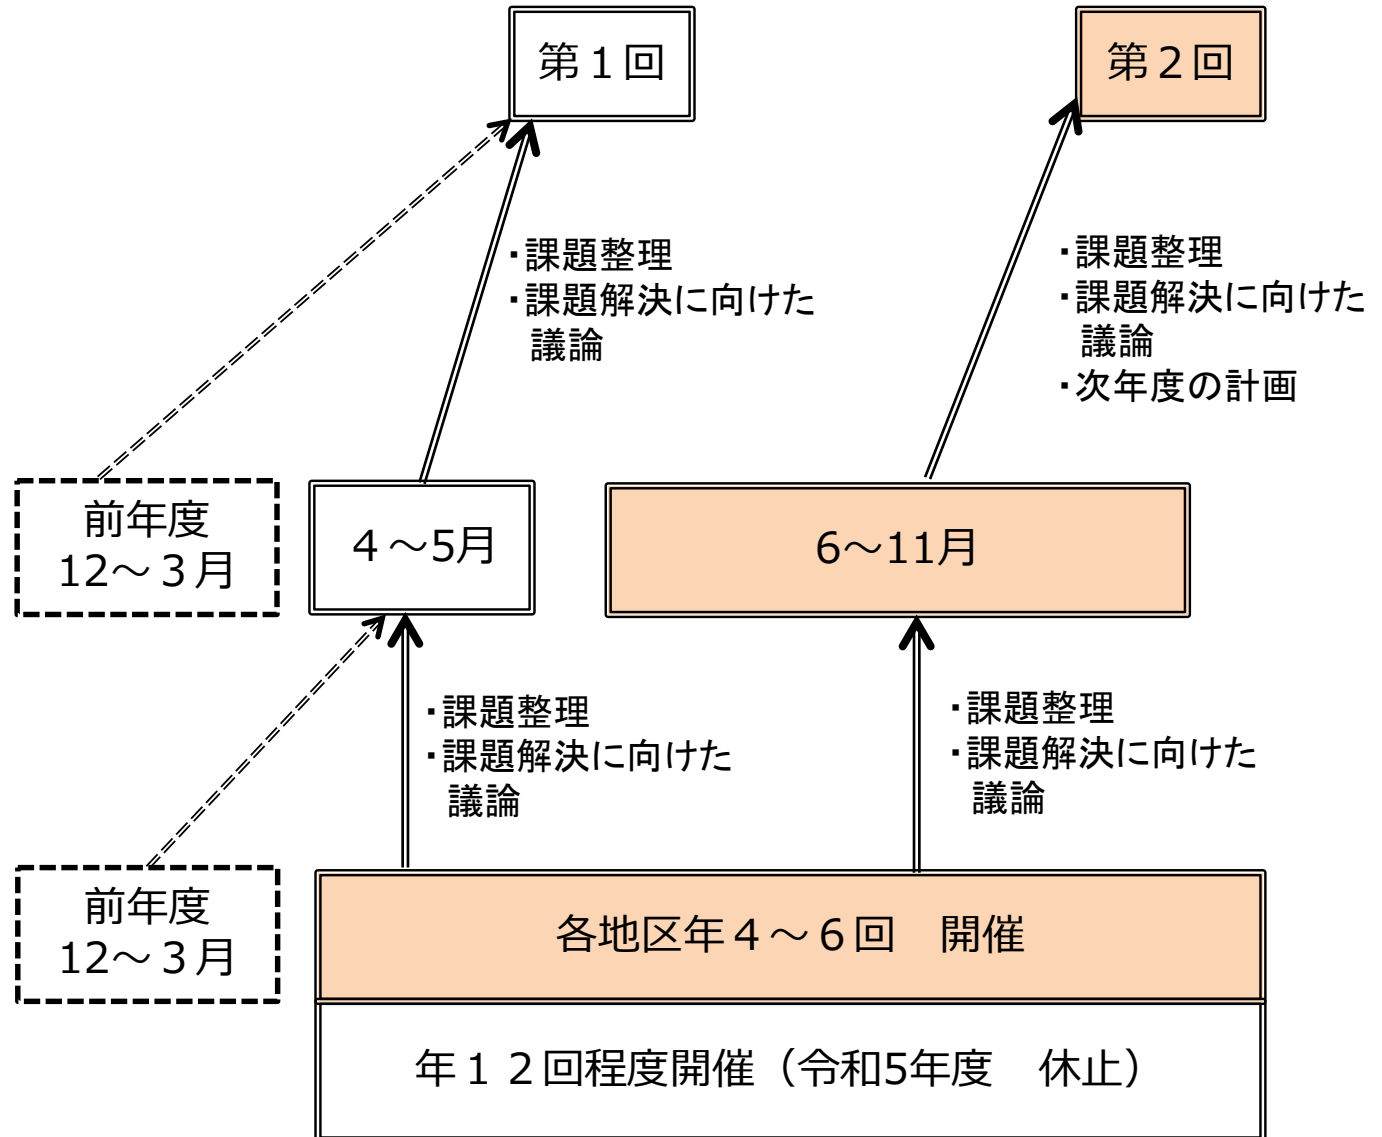 第１回
第２回
・課題整理
・課題解決に向けた
議論
・課題整理
・課題解決に向けた
議論
・次年度の計画
前年度
12～３月
４～5月
6～11月
・課題整理
・課題解決に向けた
議論
・課題整理
・課題解決に向けた
議論
前年度
12～３月
各地区年４～６回　開催
年１２回程度開催（令和5年度　休止）